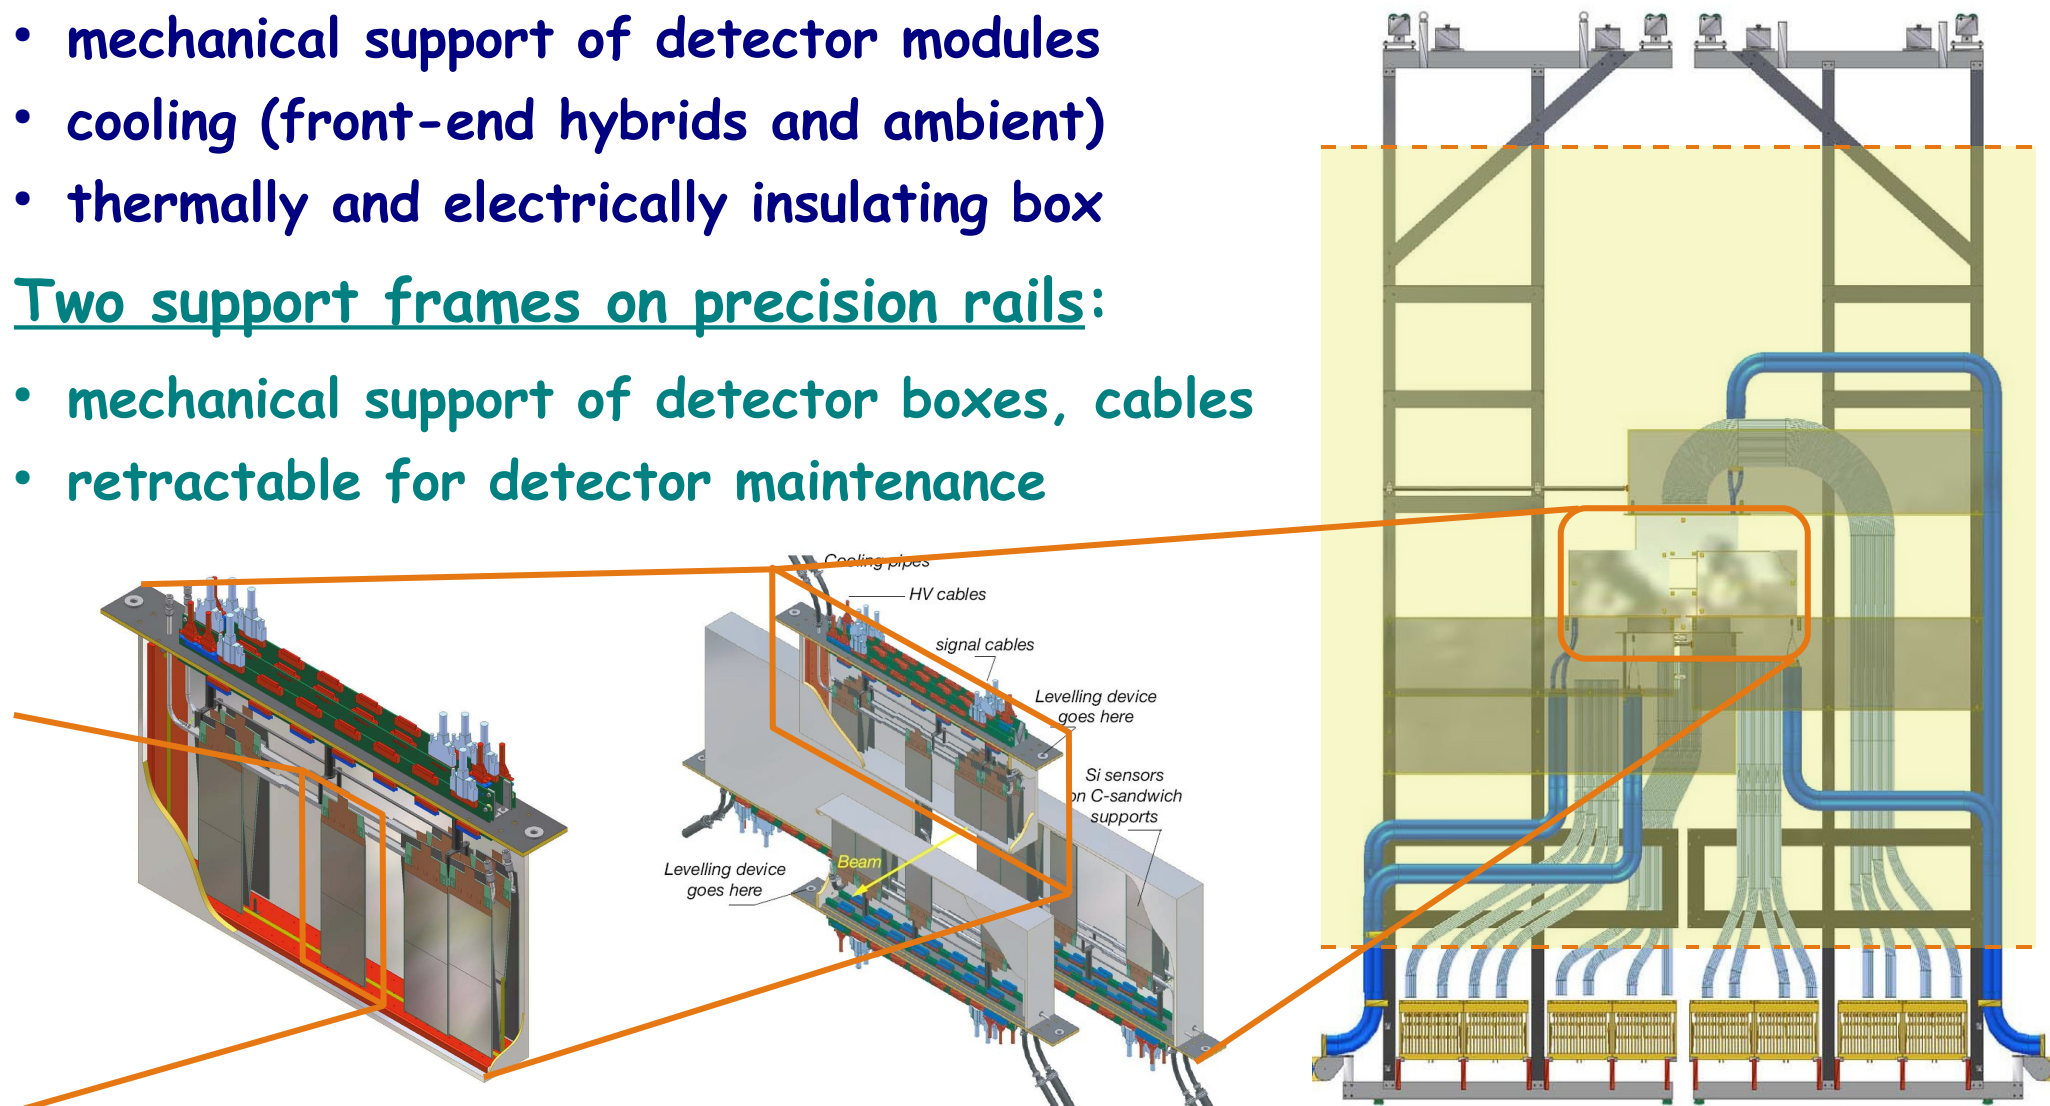 • mechanical support of detector modules
• cooling (front-end hybrids and ambient)
• thermally and electrically insulating box
Two support frames on precision rails:
• mechanical support of detector boxes, cables
• retractable for detector maintenance
Cooling pipes
HV cables
signal cables
Levelling device
goes here
Si sensors
on C-sandwich
supports
Beam
Levelling device
goes here